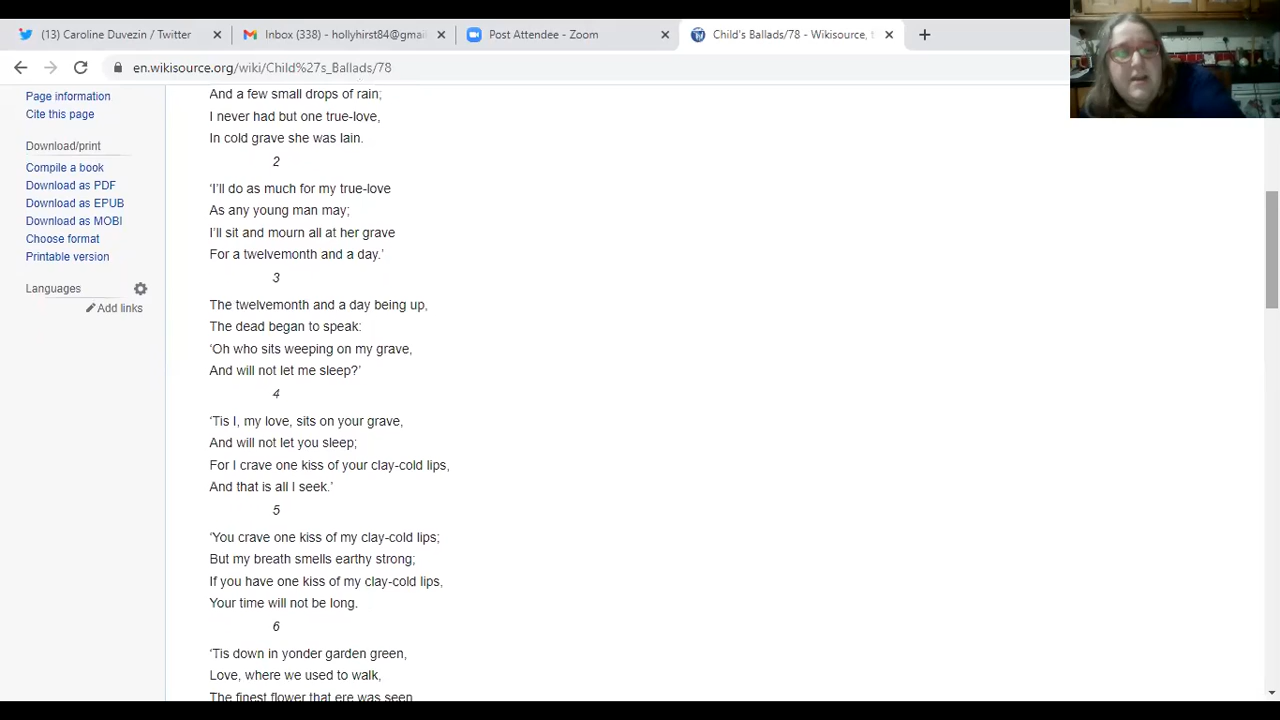 (13) Caroline Duvezin / Twitter
Inbox (338) - hollyhirst84@gmai
Post Attendee - Zoom
Child's Ballads/78 - Wikisource, t
en.wikisource.org/wiki/Child%27s_Ballads/78
Page information
Cite this page
Download/print
Compile a book
Download as PDF
Download as EPUB
Download as MOBI
Choose format
Printable version
Languages
Add links
And a few small drops of rain;
I never had but one true-love,
In cold grave she was lain.
2
‘I’ll do as much for my true-love
As any young man may;
I’ll sit and mourn all at her grave
For a twelvemonth and a day.’
3
The twelvemonth and a day being up,
The dead began to speak:
‘Oh who sits weeping on my grave,
And will not let me sleep?’
4
‘Tis I, my love, sits on your grave,
And will not let you sleep;
For I crave one kiss of your clay-cold lips,
And that is all I seek.’
5
‘You crave one kiss of my clay-cold lips;
But my breath smells earthy strong;
If you have one kiss of my clay-cold lips,
Your time will not be long.
6
‘Tis down in yonder garden green,
Love, where we used to walk,
The finest flower that ere was seen